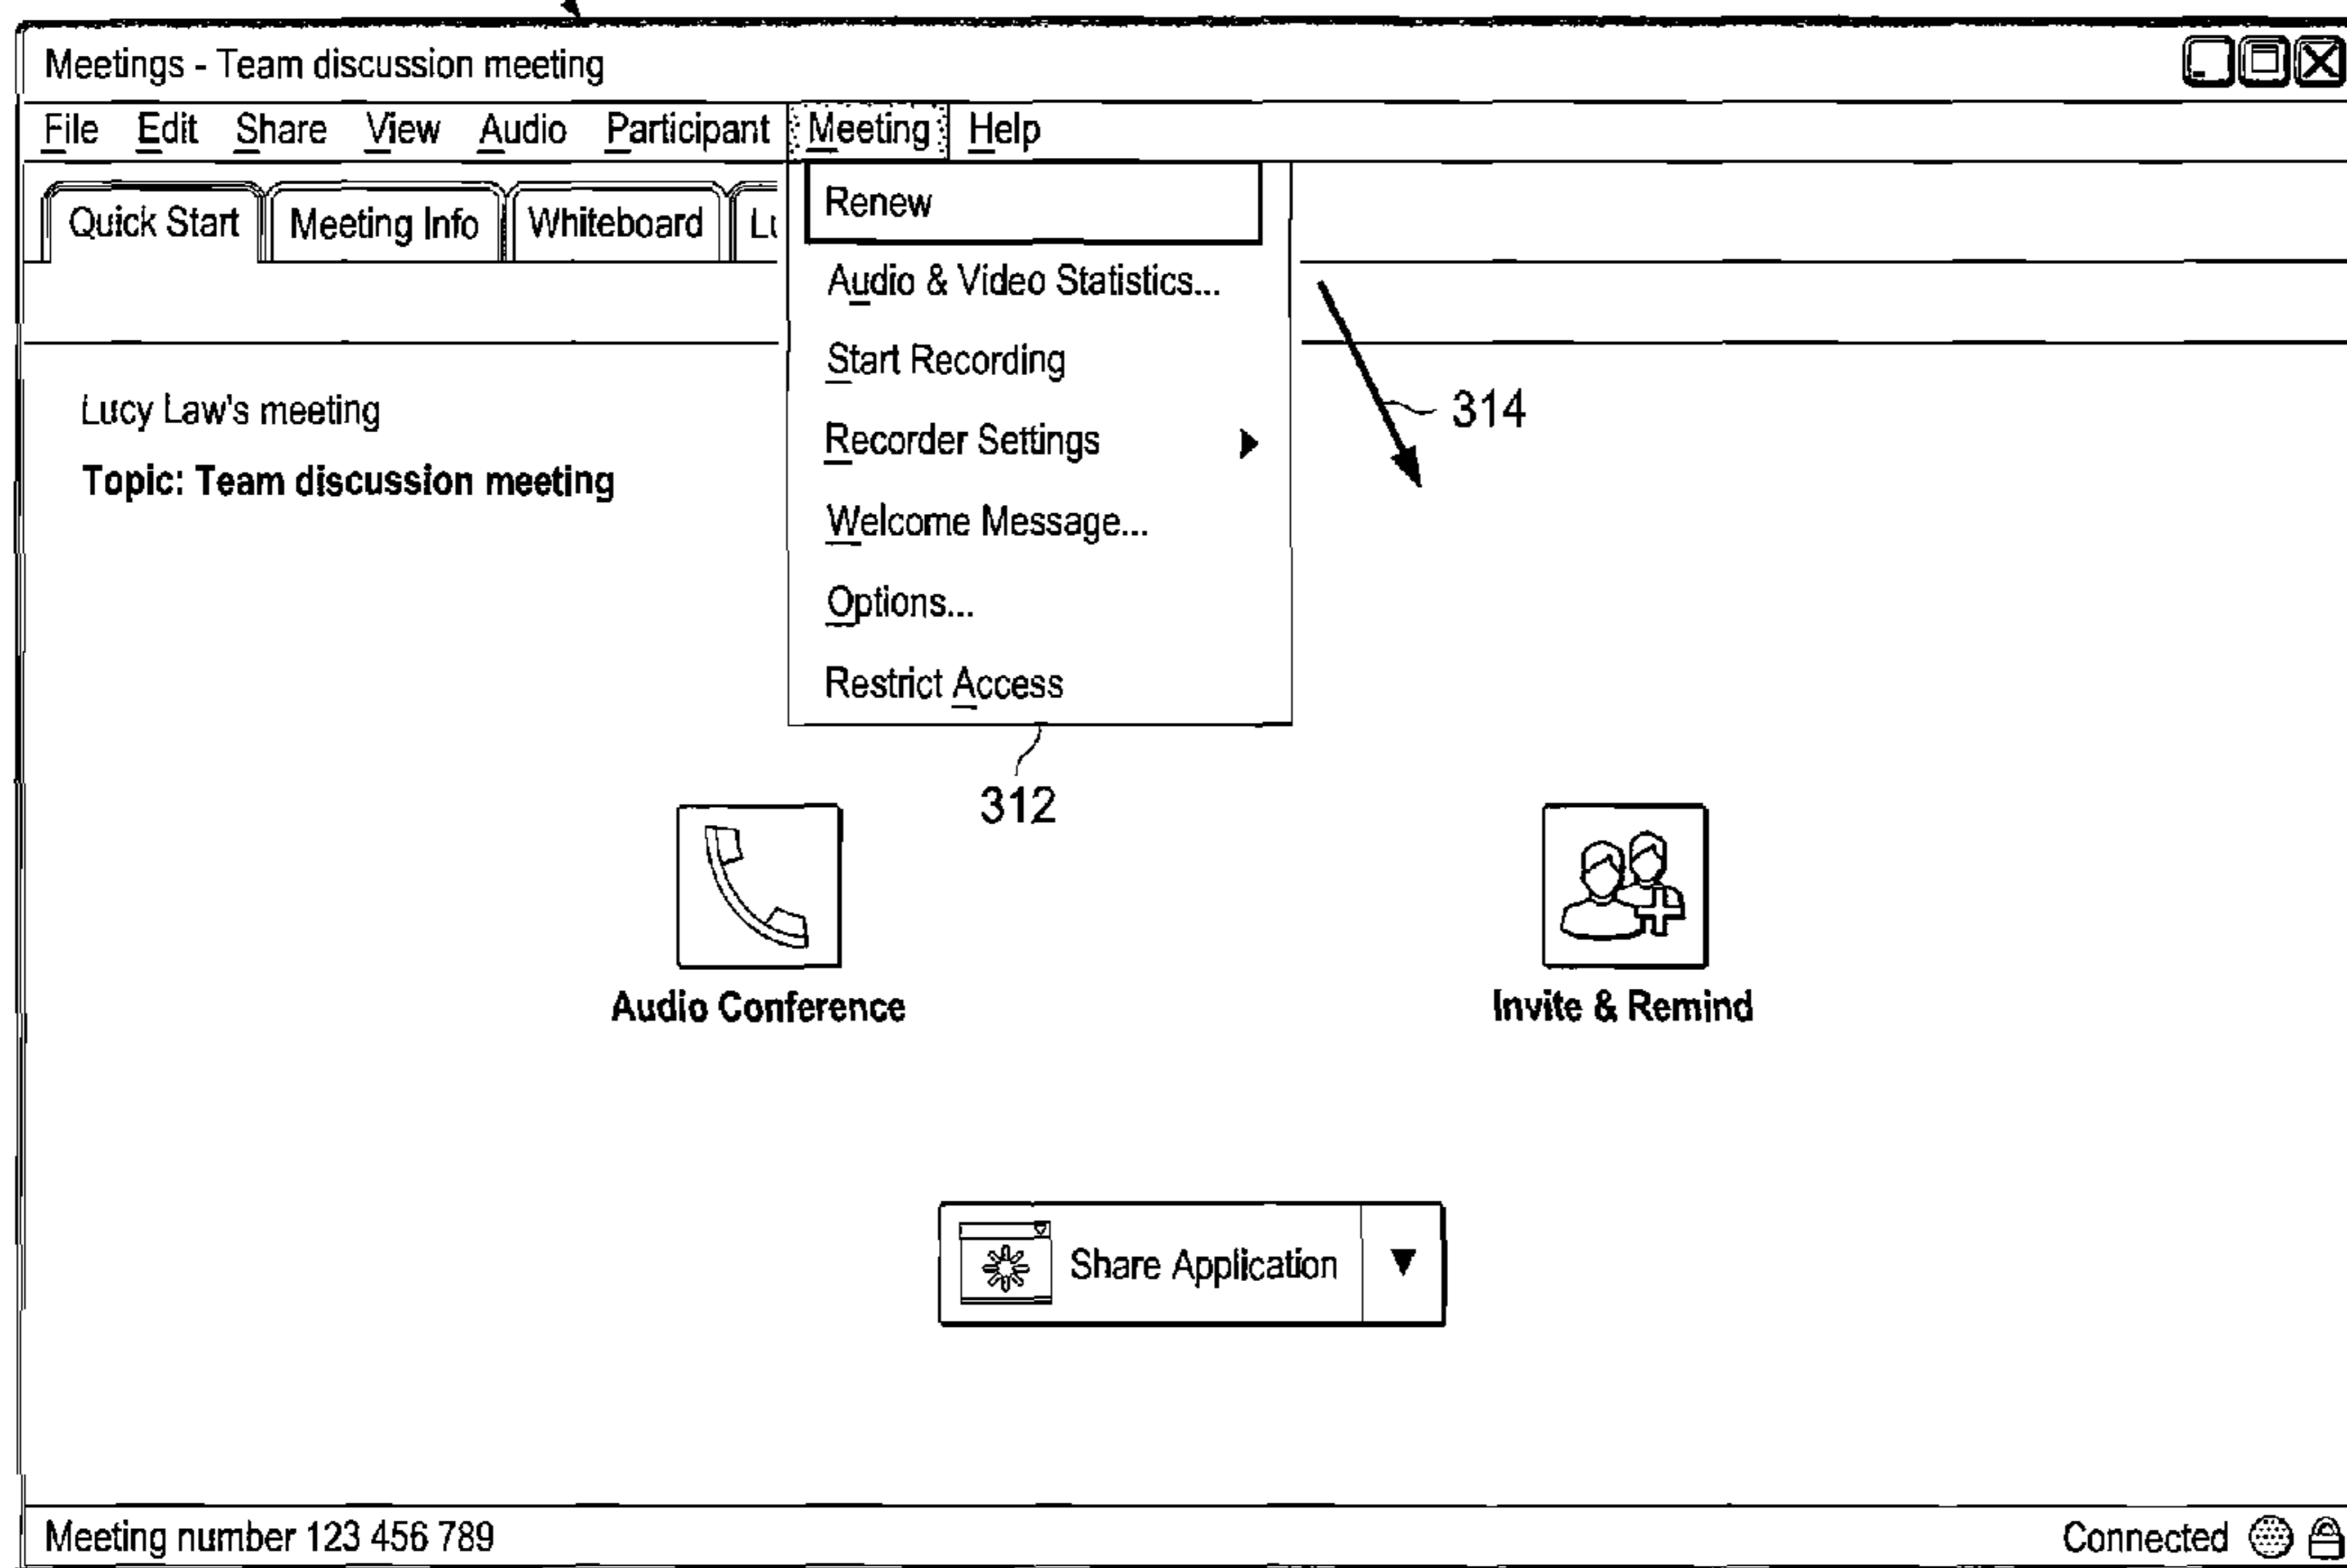 Meetings - Team discussion meeting
File Edit Share View Audio Participant Meeting Help
Quick Start Meeting Info Whiteboard
Renew
Audio & Video Statistics...
Start Recording
Recorder Settings
Welcome Message...
Options...
Restrict Access
314
Lucy Law's meeting
Topic: Team discussion meeting
312
Audio Conference
Invite & Remind
Share Application
Meeting number 123 456 789
Connected